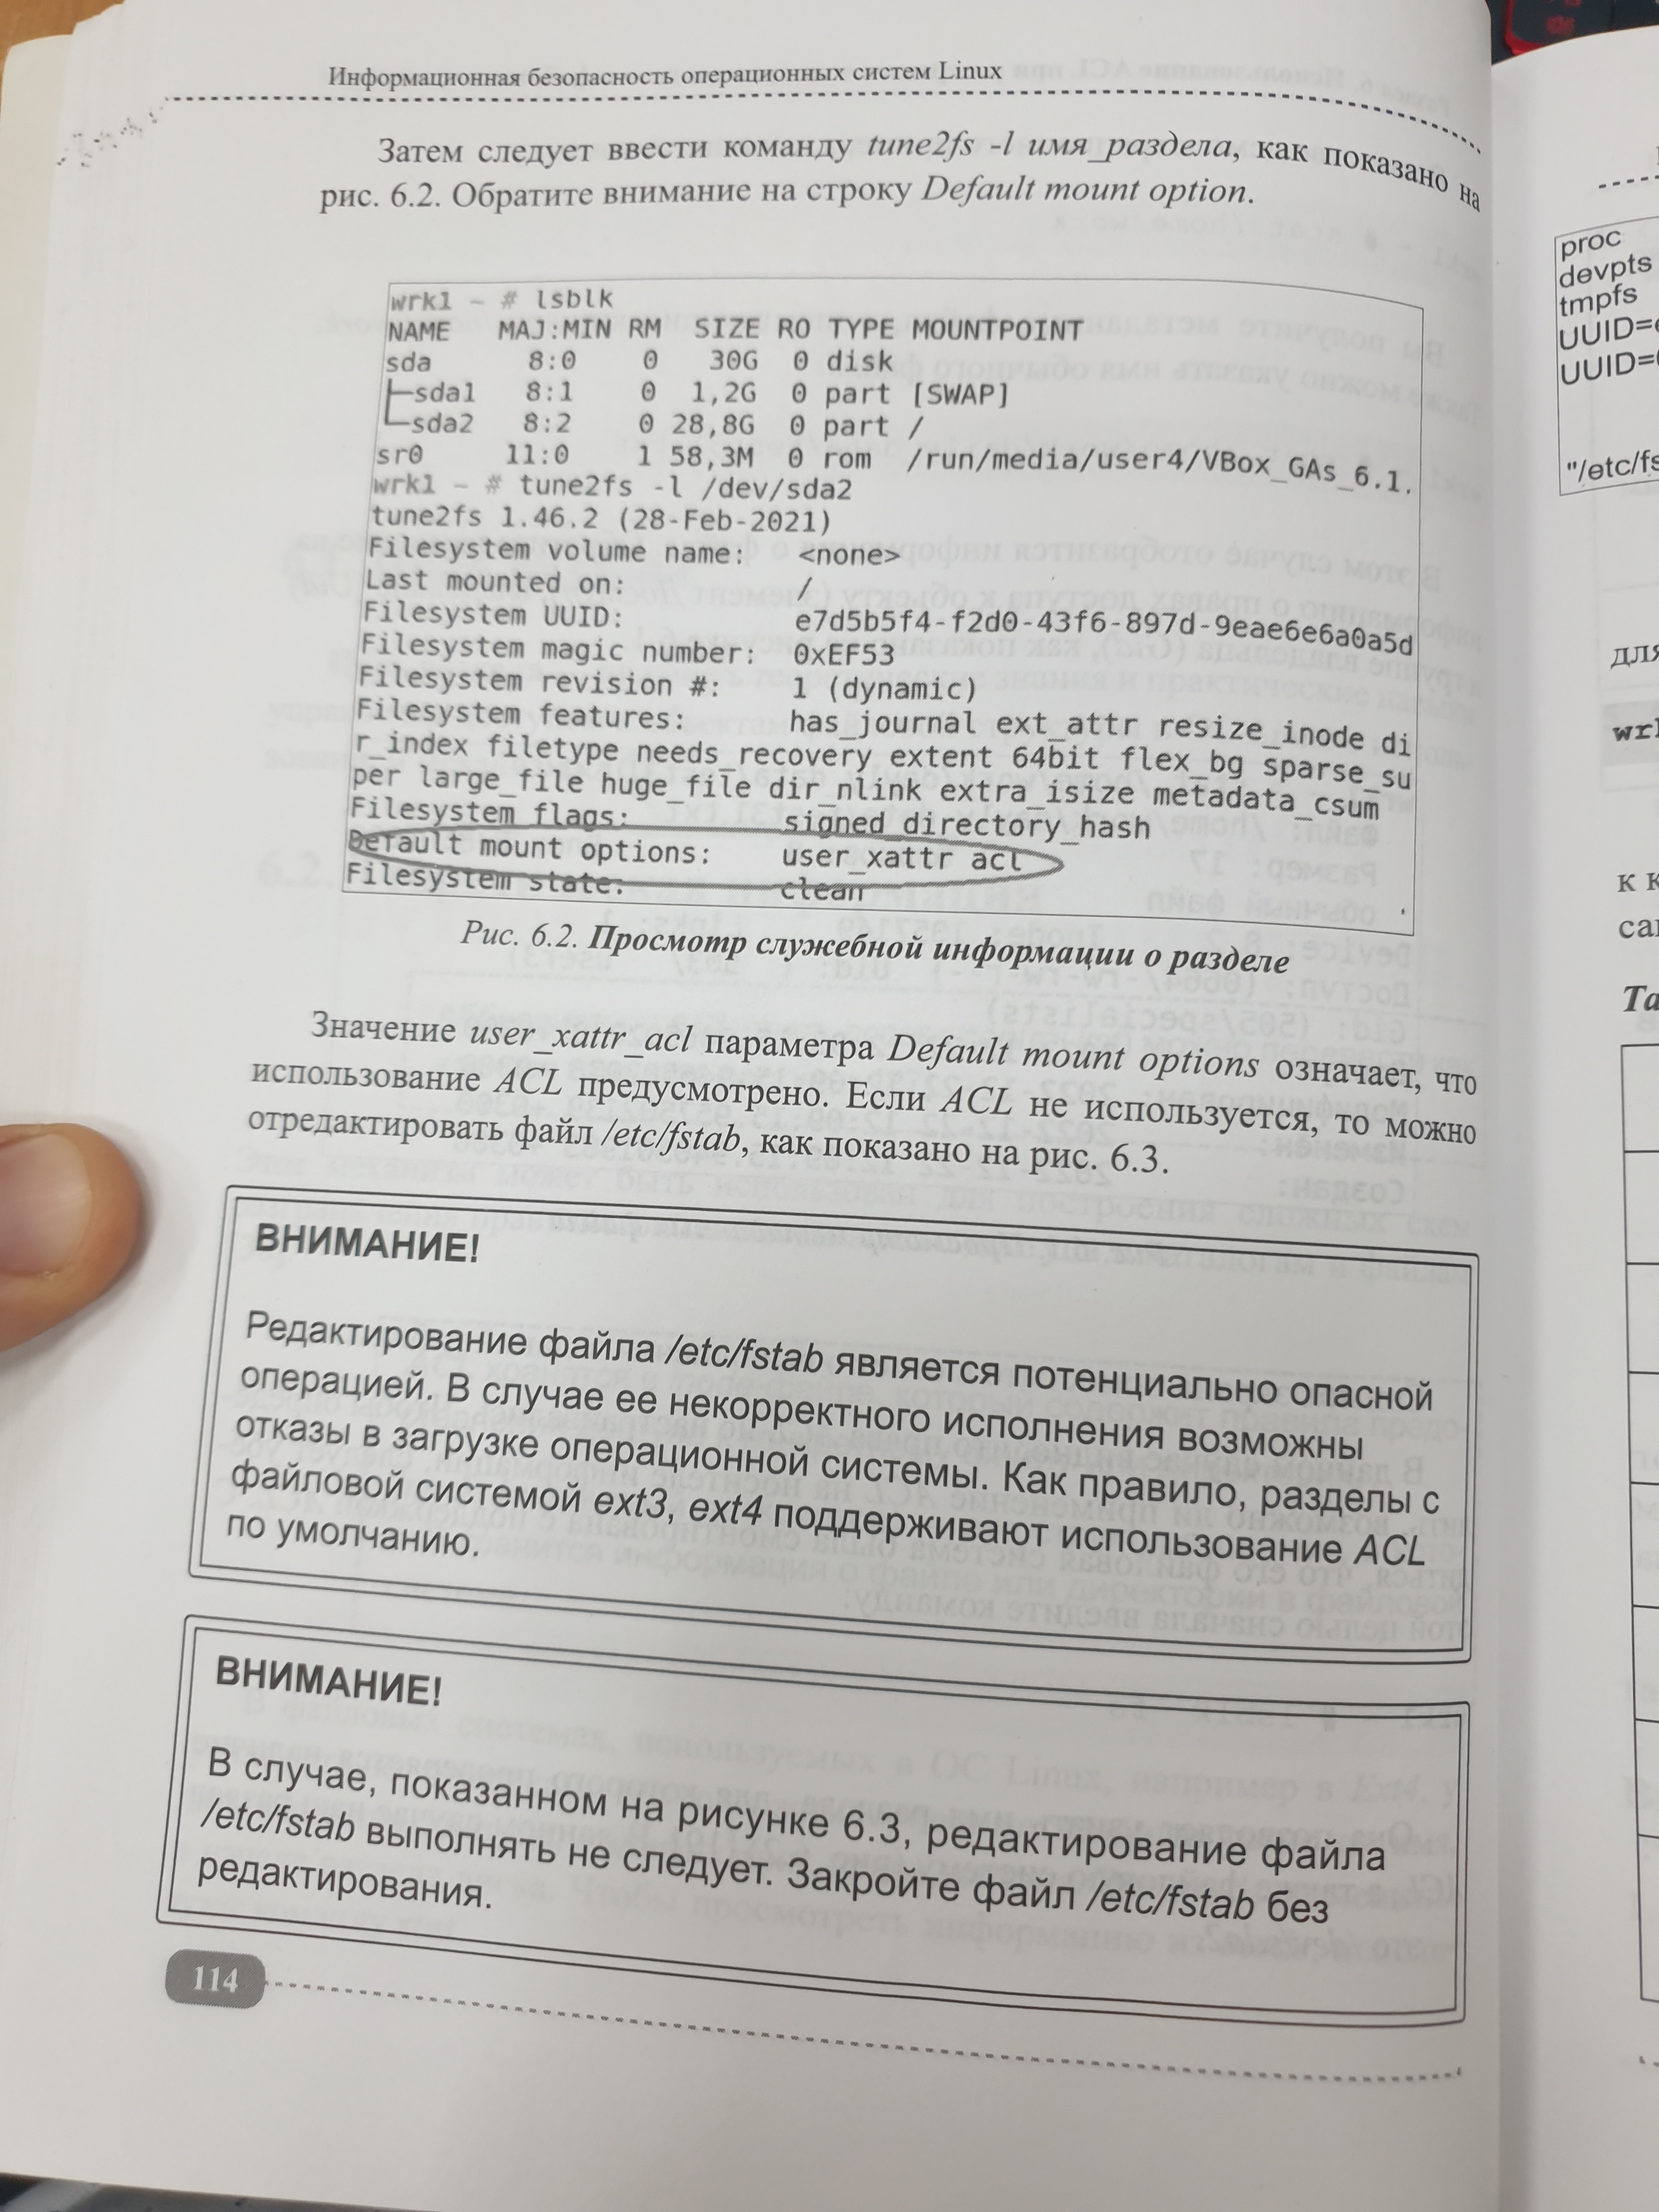 Информационная безопасность операционных систем Linux
Затем следует ввести команду tune2fs -l имя_раздела, как показано на
рис. 6.2. Обратите внимание на строку Default mount option.
wrk1 ~ # lsblk
NAME MAJ:MIN RM SIZE RO TYPE MOUNTPOINT
sda 8:0 0 30G 0 disk
├─sda1 8:1 0 1,2G 0 part [SWAP]
└─sda2 8:2 0 28,8G 0 part /
sr0 11:0 1 58,3M 0 rom /run/media/user4/VBox_GAs_6.1.
wrk1 ~ # tune2fs -l /dev/sda2
tune2fs 1.46.2 (28-Feb-2021)
Filesystem volume name: <none>
Last mounted on: /
Filesystem UUID: e7d5b5f4-f2d0-43f6-897d-9eae6e6a0a5d
Filesystem magic number: 0xEF53
Filesystem revision #: 1 (dynamic)
Filesystem features: has_journal ext_attr resize_inode di
r_index filetype needs_recovery extent 64bit flex_bg sparse_su
per large_file huge_file dir_nlink extra_isize metadata_csum
Filesystem flags: signed_directory_hash
Default mount options: user_xattr acl
Filesystem state: clean
Рис. 6.2. Просмотр служебной информации о разделе
Значение user_xattr_acl параметра Default mount options означает, что
использование ACL предусмотрено. Если ACL не используется, то можно
отредактировать файл /etc/fstab, как показано на рис. 6.3.
ВНИМАНИЕ!
Редактирование файла /etc/fstab является потенциально опасной
операцией. В случае ее некорректного исполнения возможны
отказы в загрузке операционной системы. Как правило, разделы с
файловой системой ext3, ext4 поддерживают использование ACL
по умолчанию.
ВНИМАНИЕ!
В случае, показанном на рисунке 6.3, редактирование файла
/etc/fstab выполнять не следует. Закройте файл /etc/fstab без
редактирования.
114
proc
devpts
tmpfs
UUID=
UUID=
"/etc/fs
для
wrk
к к
Та